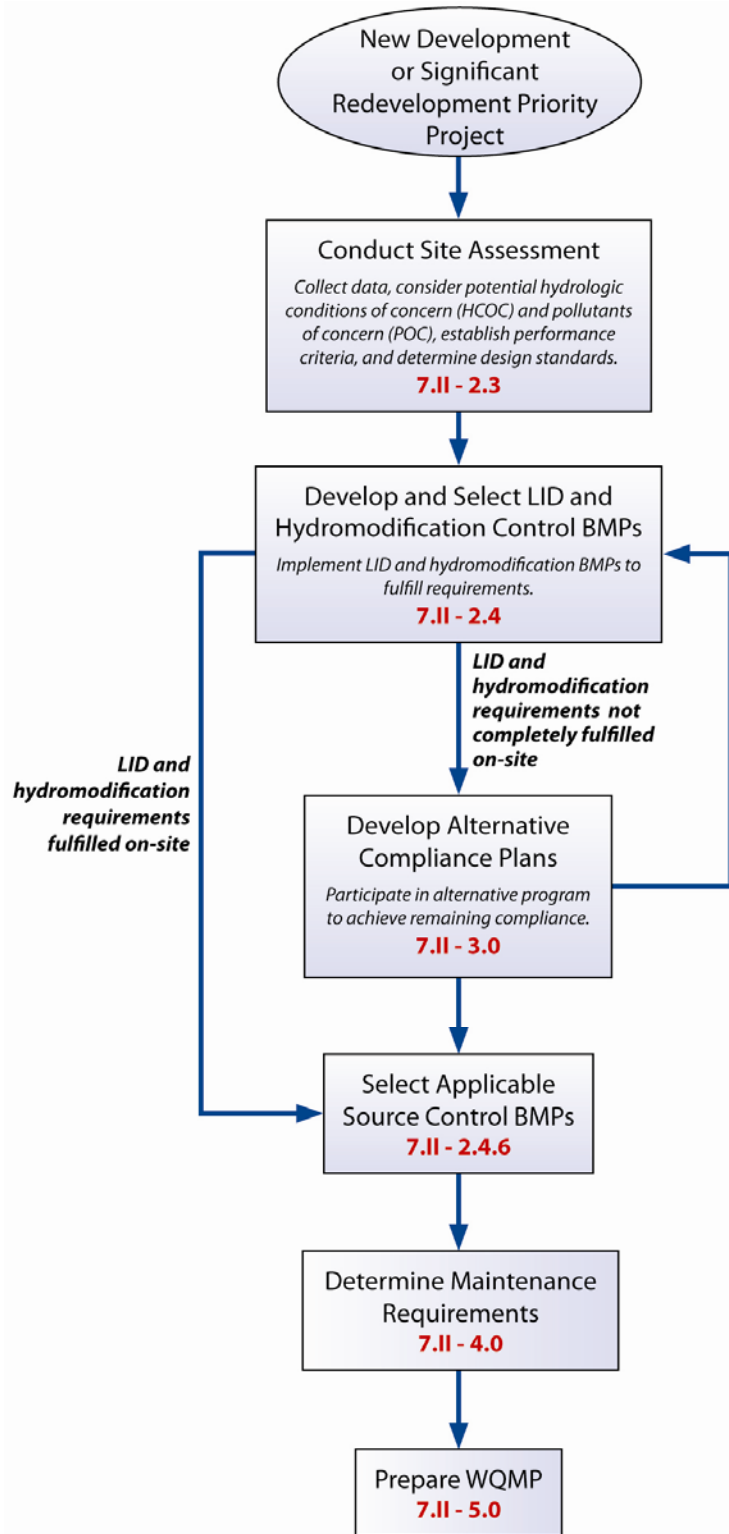 New Development
or Significant
Redevelopment Priority
Project
Conduct Site Assessment
Collect data, consider potential hydrologic
conditions of concern (HCOC) and pollutants
of concern (POC), establish performance
criteria, and determine design standards.
7.II - 2.3
Develop and Select LID and
Hydromodification Control BMPs
Implement LID and hydromodification BMPs to
fulfill requirements.
7.II - 2.4
LID and
hydromodification
requirements not
completely fulfilled
on-site
LID and
hydromodification
requirements
fulfilled on-site
Develop Alternative
Compliance Plans
Participate in alternative program
to achieve remaining compliance.
7.II - 3.0
Select Applicable
Source Control BMPs
7.II - 2.4.6
Determine Maintenance
Requirements
7.II - 4.0
Prepare WQMP
7.II - 5.0